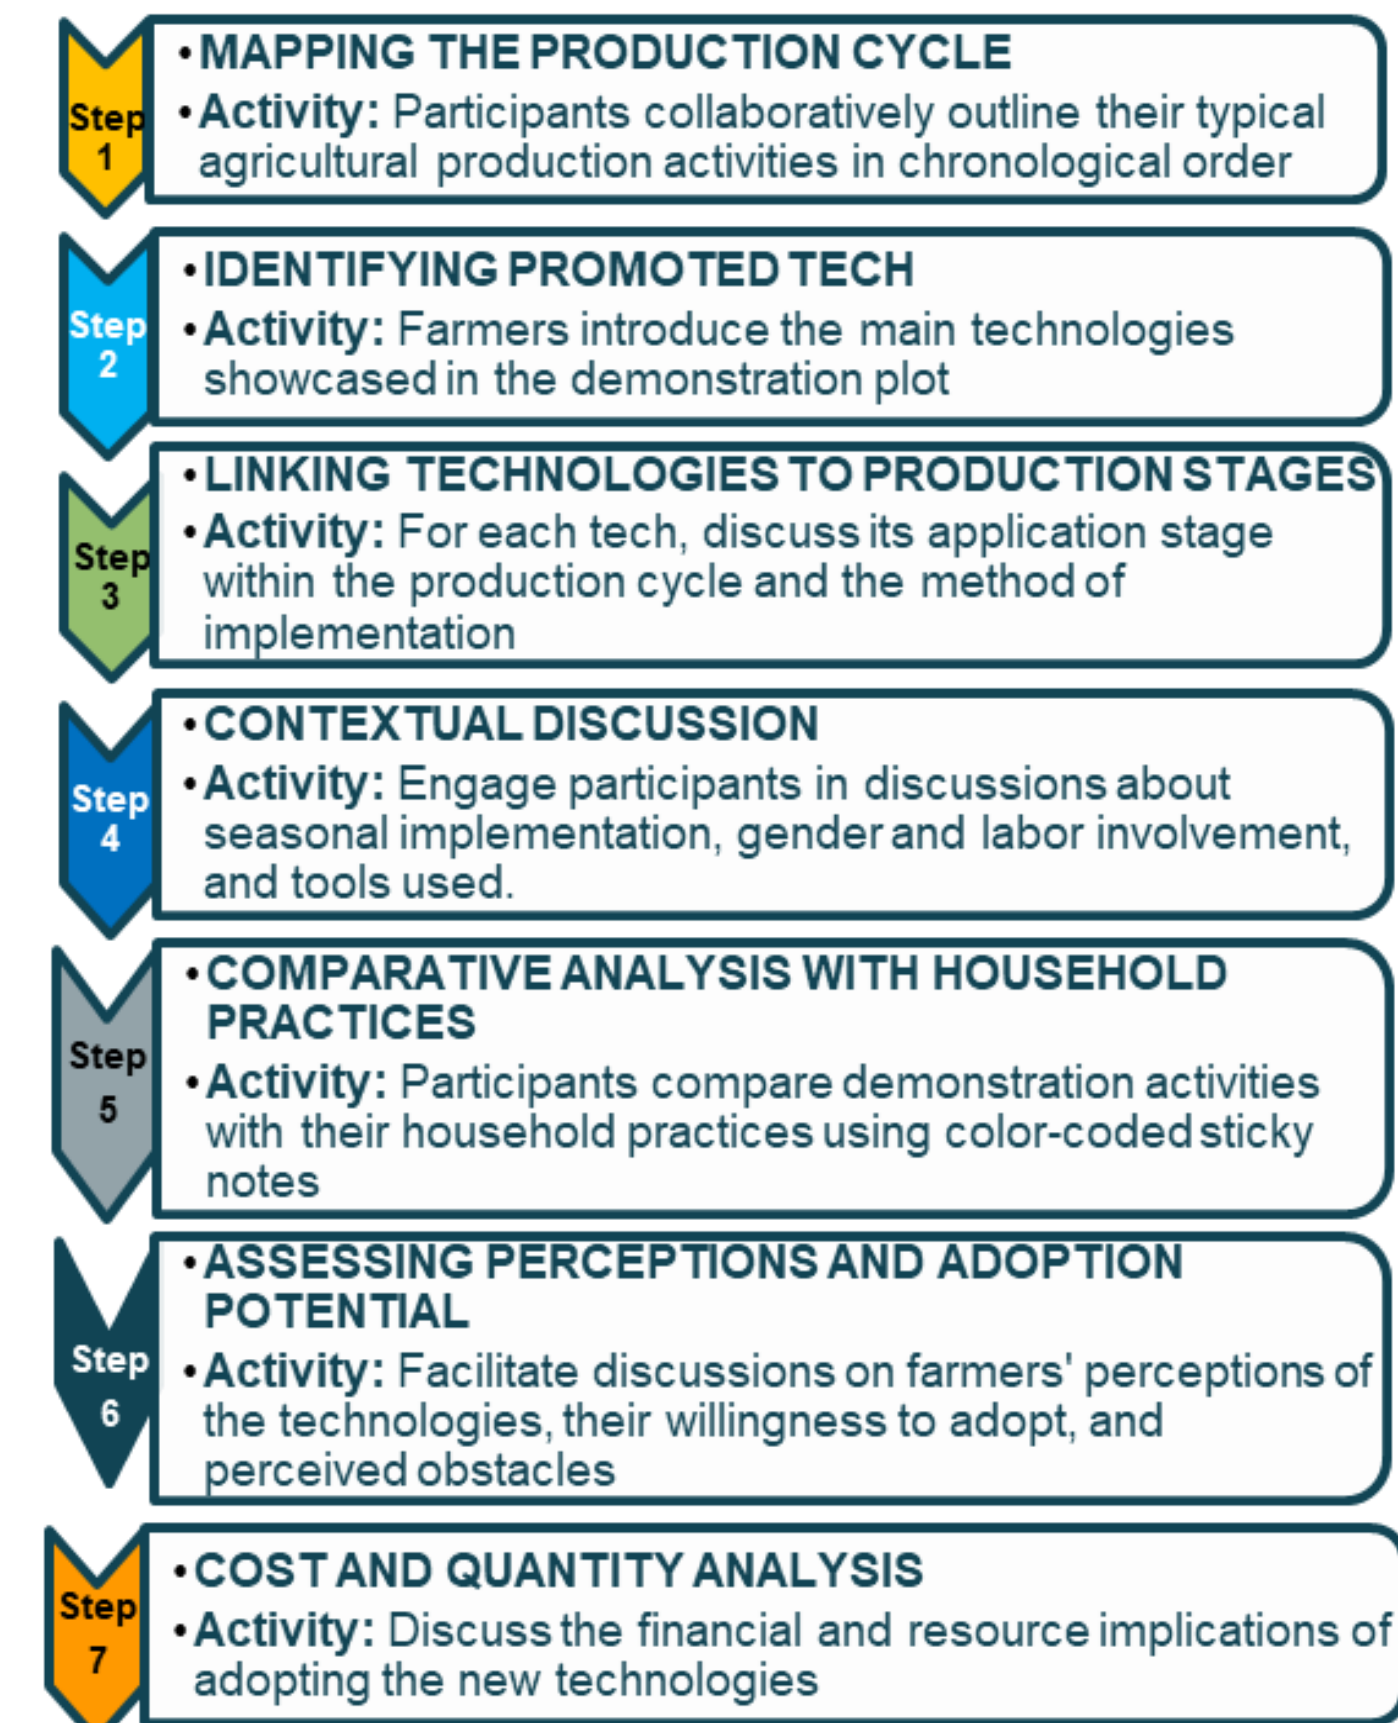 Step
1
• MAPPING THE PRODUCTION CYCLE
• Activity: Participants collaboratively outline their typical
agricultural production activities in chronological order
Step
2
• IDENTIFYING PROMOTED TECH
• Activity: Farmers introduce the main technologies
showcased in the demonstration plot
Step
3
• LINKING TECHNOLOGIES TO PRODUCTION STAGES
• Activity: For each tech, discuss its application stage
within the production cycle and the method of
implementation
Step
4
• CONTEXTUAL DISCUSSION
• Activity: Engage participants in discussions about
seasonal implementation, gender and labor involvement,
and tools used.
Step
5
• COMPARATIVE ANALYSIS WITH HOUSEHOLD
PRACTICES
• Activity: Participants compare demonstration activities
with their household practices using color-coded sticky
notes
Step
6
• ASSESSING PERCEPTIONS AND ADOPTION
POTENTIAL
• Activity: Facilitate discussions on farmers' perceptions of
the technologies, their willingness to adopt, and
perceived obstacles
Step
7
• COST AND QUANTITY ANALYSIS
• Activity: Discuss the financial and resource implications of
adopting the new technologies